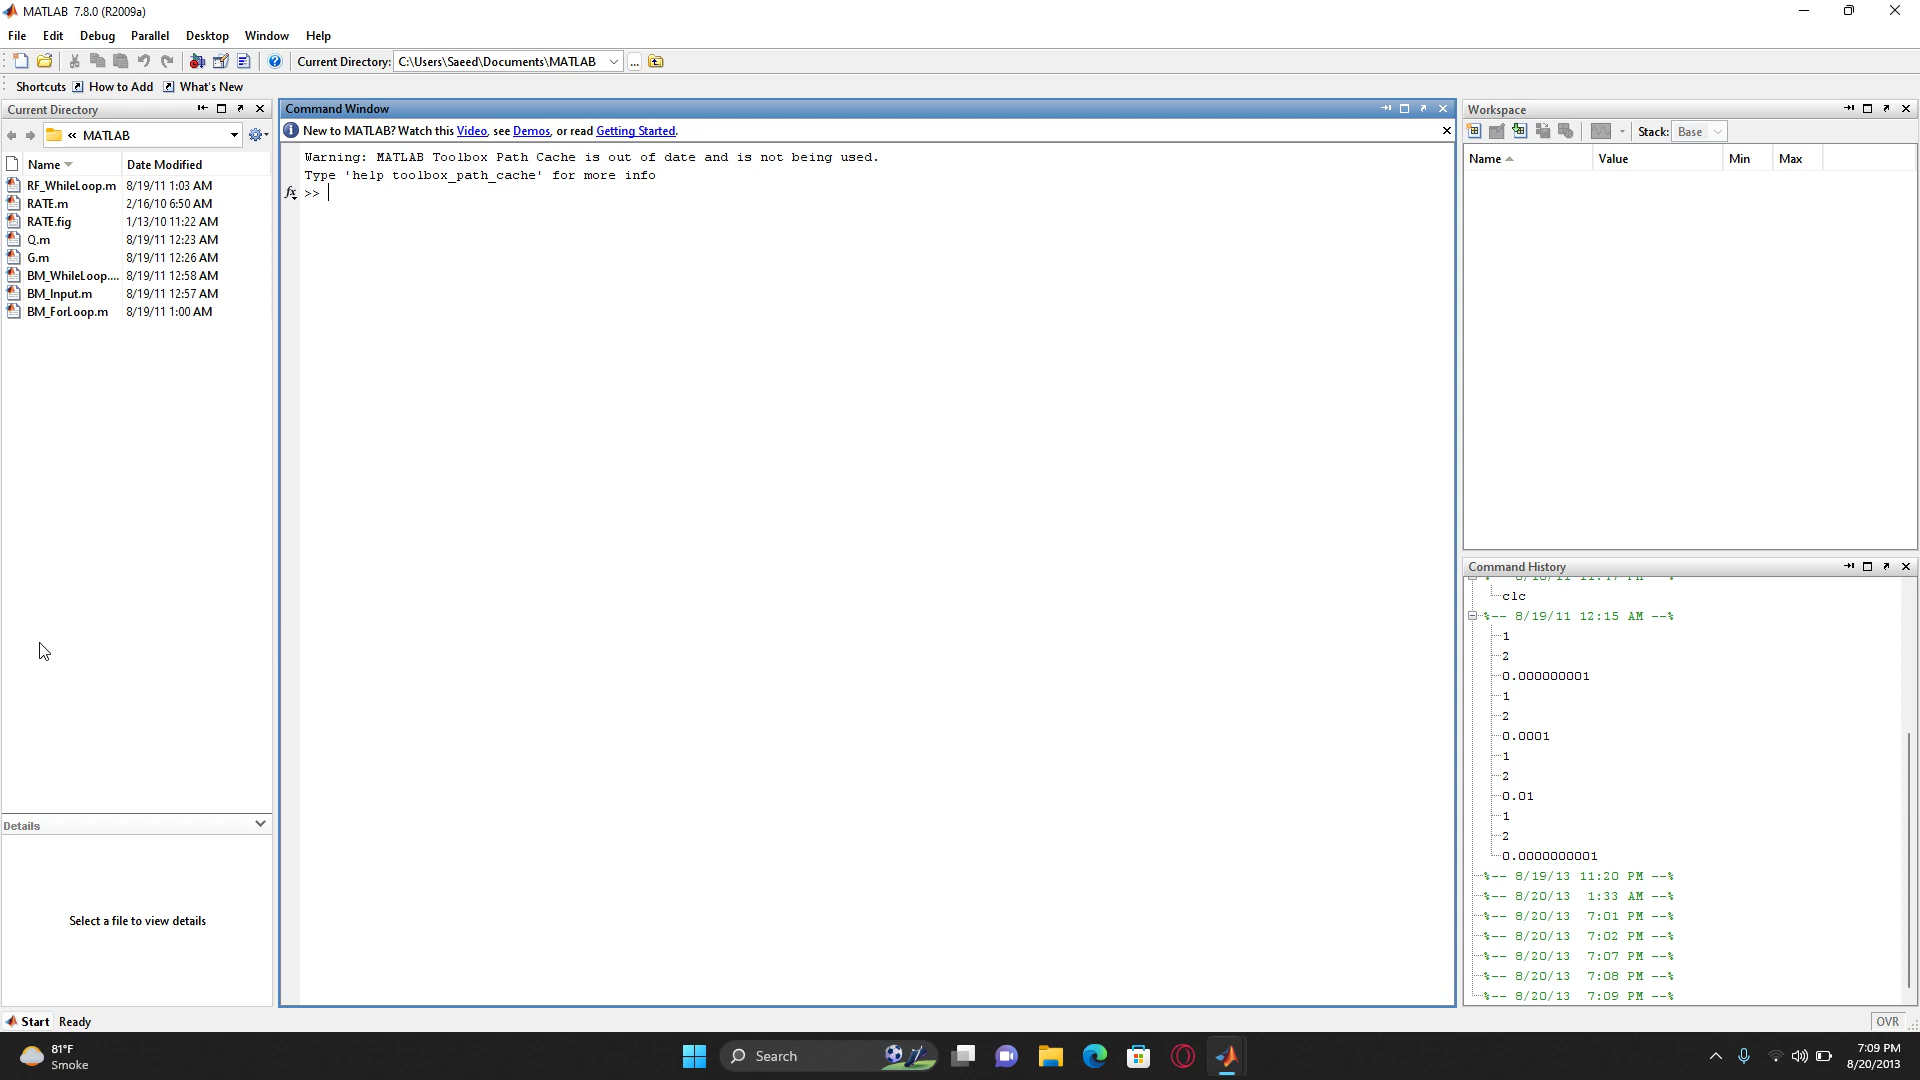 MATLAB 7.8.0 (R2009a)
File Edit Debug Parallel Desktop Window Help
Current Directory: C:\Users\Saeed\Documents\MATLAB ...
Shortcuts How to Add What's New
Current Directory
« MATLAB
Name Date Modified
RF_WhileLoop.m 8/19/11 1:03 AM
RATE.m 2/16/10 6:50 AM
RATE.fig 1/13/10 11:22 AM
Q.m 8/19/11 12:23 AM
G.m 8/19/11 12:26 AM
BM_WhileLoop.... 8/19/11 12:58 AM
BM_Input.m 8/19/11 12:57 AM
BM_ForLoop.m 8/19/11 1:00 AM
Details
Select a file to view details
Command Window
New to MATLAB? Watch this Video, see Demos, or read Getting Started.
Warning: MATLAB Toolbox Path Cache is out of date and is not being used.
Type 'help toolbox_path_cache' for more info
fx >>
Workspace
Stack: Base
Name Value Min Max
Command History
clc
%-- 8/19/11 12:15 AM --%
1
2
0.000000001
1
2
0.0001
1
2
0.01
1
2
0.0000000001
%-- 8/19/13 11:20 PM --%
%-- 8/20/13 1:33 AM --%
%-- 8/20/13 7:01 PM --%
%-- 8/20/13 7:02 PM --%
%-- 8/20/13 7:07 PM --%
%-- 8/20/13 7:08 PM --%
%-- 8/20/13 7:09 PM --%
Start Ready
OVR
81°F
Smoke
Search
7:09 PM
8/20/2013